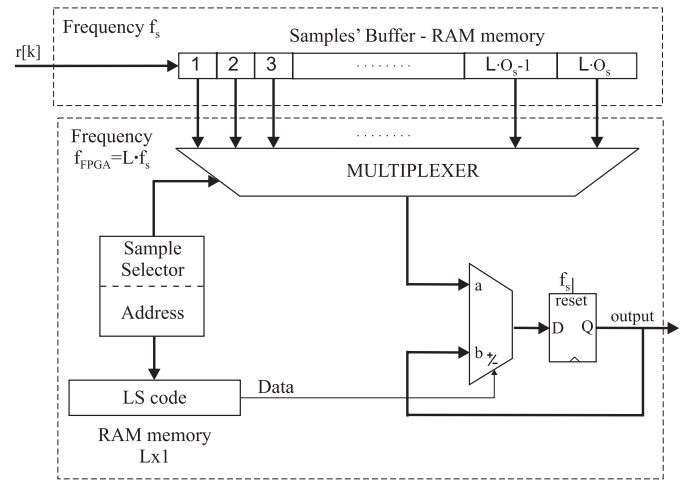 Frequency fₛ
Samples' Buffer - RAM memory
r[k]
1 2 3 ........ L·Oₛ-1 L·Oₛ
........
Frequency
f_FPGA=L·fₛ
MULTIPLEXER
Sample
Selector
Address
a
b +/-
fₛ
reset
D Q
output
LS code
Data
RAM memory
Lx1